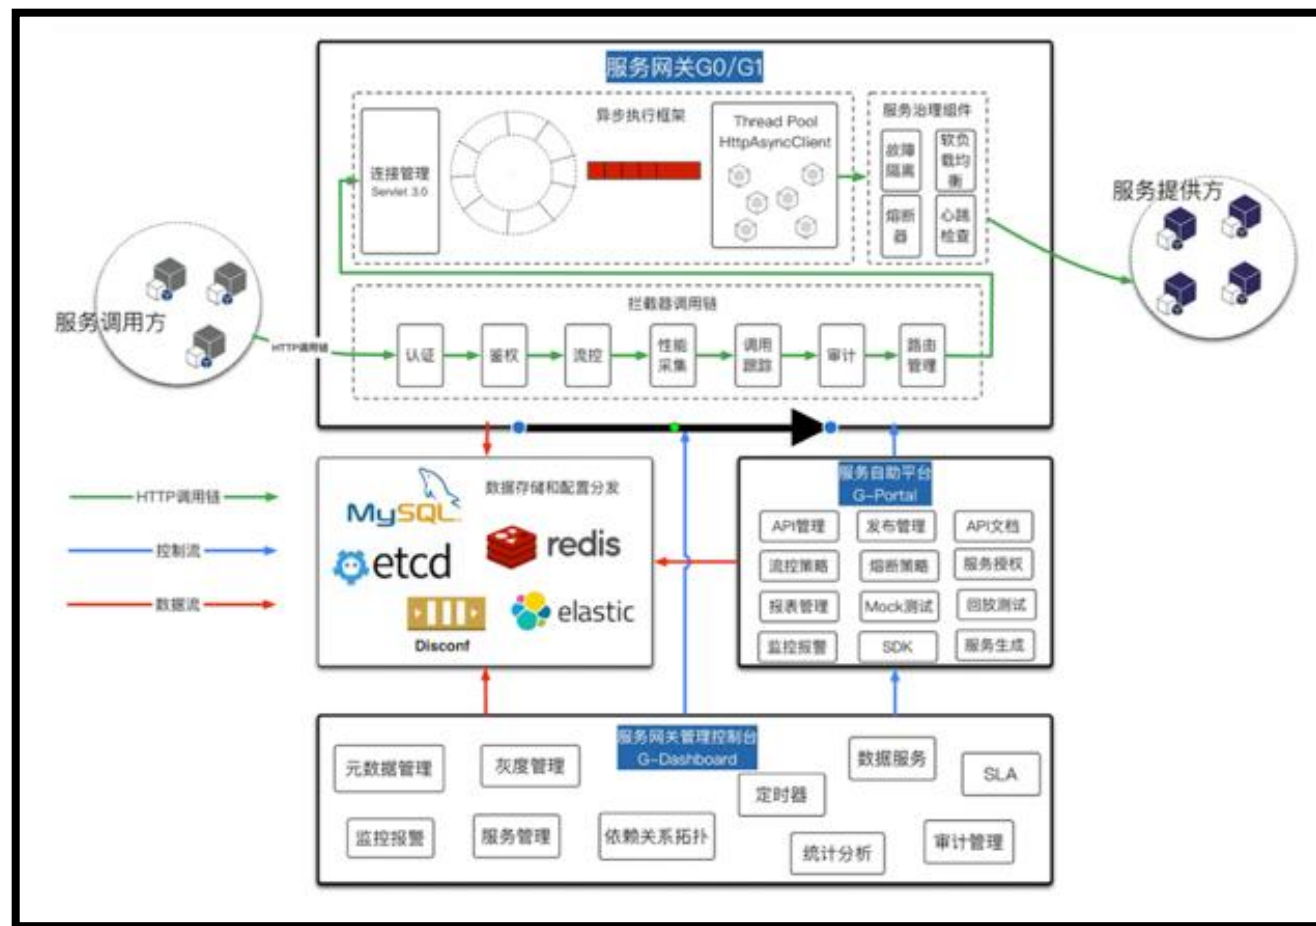 服务网关G0/G1
异步执行框架
连接管理
Servlet 3.0
Thread Pool
HttpAsyncClient
服务治理组件
故障
隔离
软负
载均
衡
熔断
器
心跳
检查
服务提供方
服务调用方
HTTP调用链
拦截器调用链
认证
鉴权
流控
性能
采集
调用
跟踪
审计
路由
管理
HTTP调用链
控制流
数据流
MySQL
数据存储和配置分发
etcd
redis
Disconf
elastic
服务自助平台
G-Portal
API管理
发布管理
API文档
流控策略
熔断策略
服务授权
报表管理
Mock测试
回放测试
监控报警
SDK
服务生成
服务网关管理控制台
G-Dashboard
元数据管理
灰度管理
定时器
数据服务
SLA
监控报警
服务管理
依赖关系拓扑
统计分析
审计管理